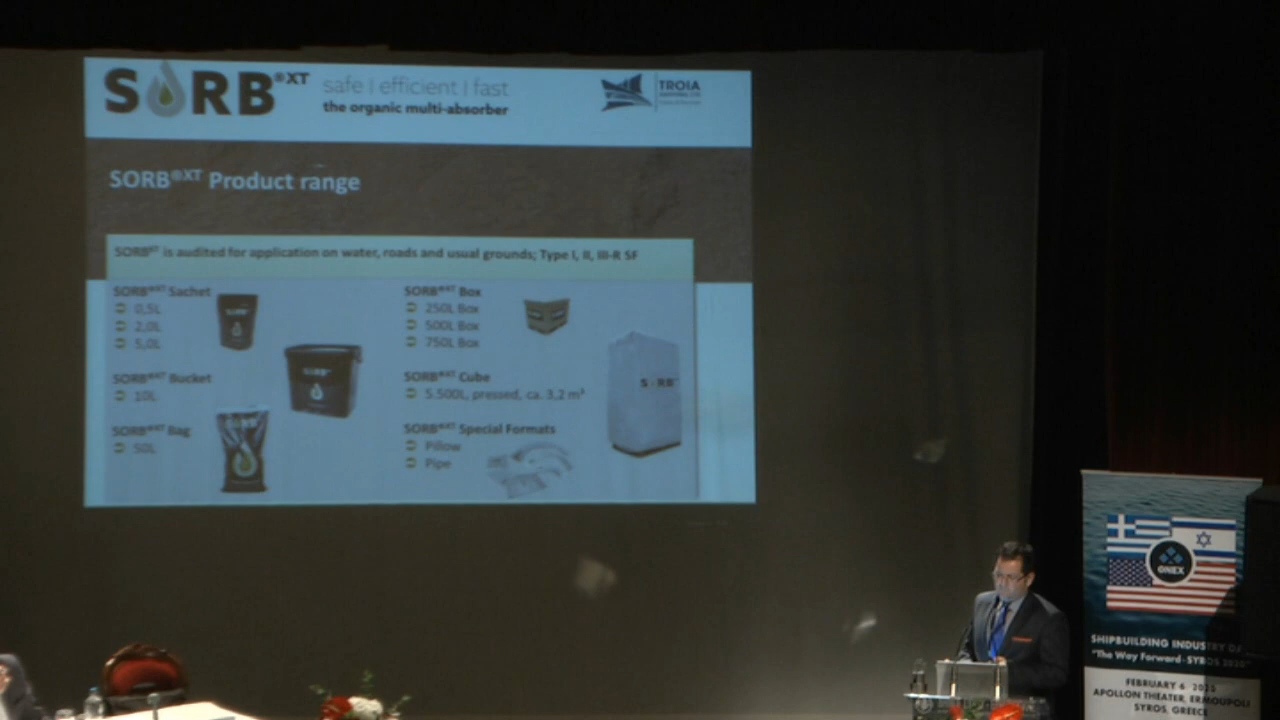 SORB®XT
safe | efficient | fast
the organic multi-absorber
TROIA
SORB®XT Product range
SORBXT is audited for application on water, roads and usual grounds; Type I, II, III-R SF
SORB®XT Sachet
0,5L
2,0L
5,0L
SORB®XT Bucket
10L
SORB®XT Bag
50L
SORB®XT Box
250L Box
500L Box
750L Box
SORB®XT Cube
5.500L, pressed, ca. 3,2 m³
SORB®XT Special Formats
Pillow
Pipe
SORB
SORB
ONEX
SHIPBUILDING INDUSTRY
"The Way Forward-SYROS
FEBRUARY 6
APOLLON THEATER, ERMOUPOLI
SYROS, GREECE